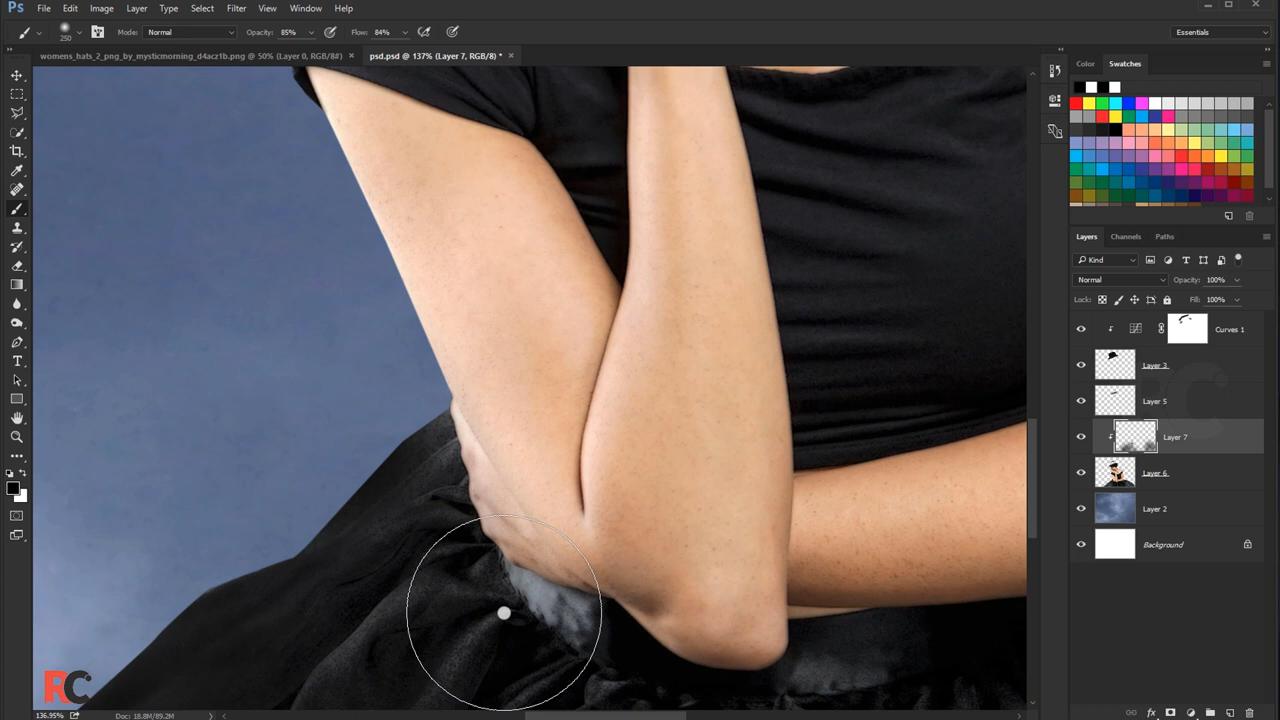 Ps File Edit Image Layer Type Select Filter View Window Help
250 Mode: Normal Opacity: 85% Flow: 84% Essentials
womens_hats_2_png_by_mysticmorning_d4acz1b.png @ 50% (Layer 0, RGB/8#) × psd.psd @ 137% (Layer 7, RGB/8) * ×
Color Swatches
Layers Channels Paths
Kind
Normal Opacity: 100%
Lock: Fill: 100%
Curves 1
Layer 3
Layer 5
Layer 7
Layer 6
Layer 2
Background
RC
RC
136.95% Doc: 18.8M/89.2M
fx